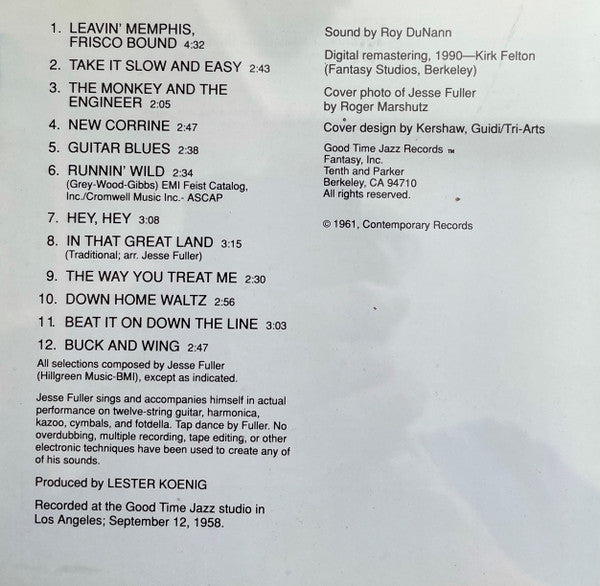 1. LEAVIN' MEMPHIS,
FRISCO BOUND 4:32
2. TAKE IT SLOW AND EASY 2:43
3. THE MONKEY AND THE
ENGINEER 2:05
4. NEW CORRINE 2:47
5. GUITAR BLUES 2:38
6. RUNNIN' WILD 2:34
(Grey-Wood-Gibbs) EMI Feist Catalog,
Inc./Cromwell Music Inc.- ASCAP
7. HEY, HEY 3:08
8. IN THAT GREAT LAND 3:15
(Traditional; arr. Jesse Fuller)
9. THE WAY YOU TREAT ME 2:30
10. DOWN HOME WALTZ 2:56
11. BEAT IT ON DOWN THE LINE 3:03
12. BUCK AND WING 2:47
All selections composed by Jesse Fuller
(Hillgreen Music-BMI), except as indicated.
Jesse Fuller sings and accompanies himself in actual
performance on twelve-string guitar, harmonica,
kazoo, cymbals, and fotdella. Tap dance by Fuller. No
overdubbing, multiple recording, tape editing, or other
electronic techniques have been used to create any of
of his sounds.
Produced by LESTER KOENIG
Recorded at the Good Time Jazz studio in
Los Angeles; September 12, 1958.
Sound by Roy DuNann
Digital remastering, 1990—Kirk Felton
(Fantasy Studios, Berkeley)
Cover photo of Jesse Fuller
by Roger Marshutz
Cover design by Kershaw, Guidi/Tri-Arts
Good Time Jazz Records ™
Fantasy, Inc.
Tenth and Parker
Berkeley, CA 94710
All rights reserved.
© 1961, Contemporary Records